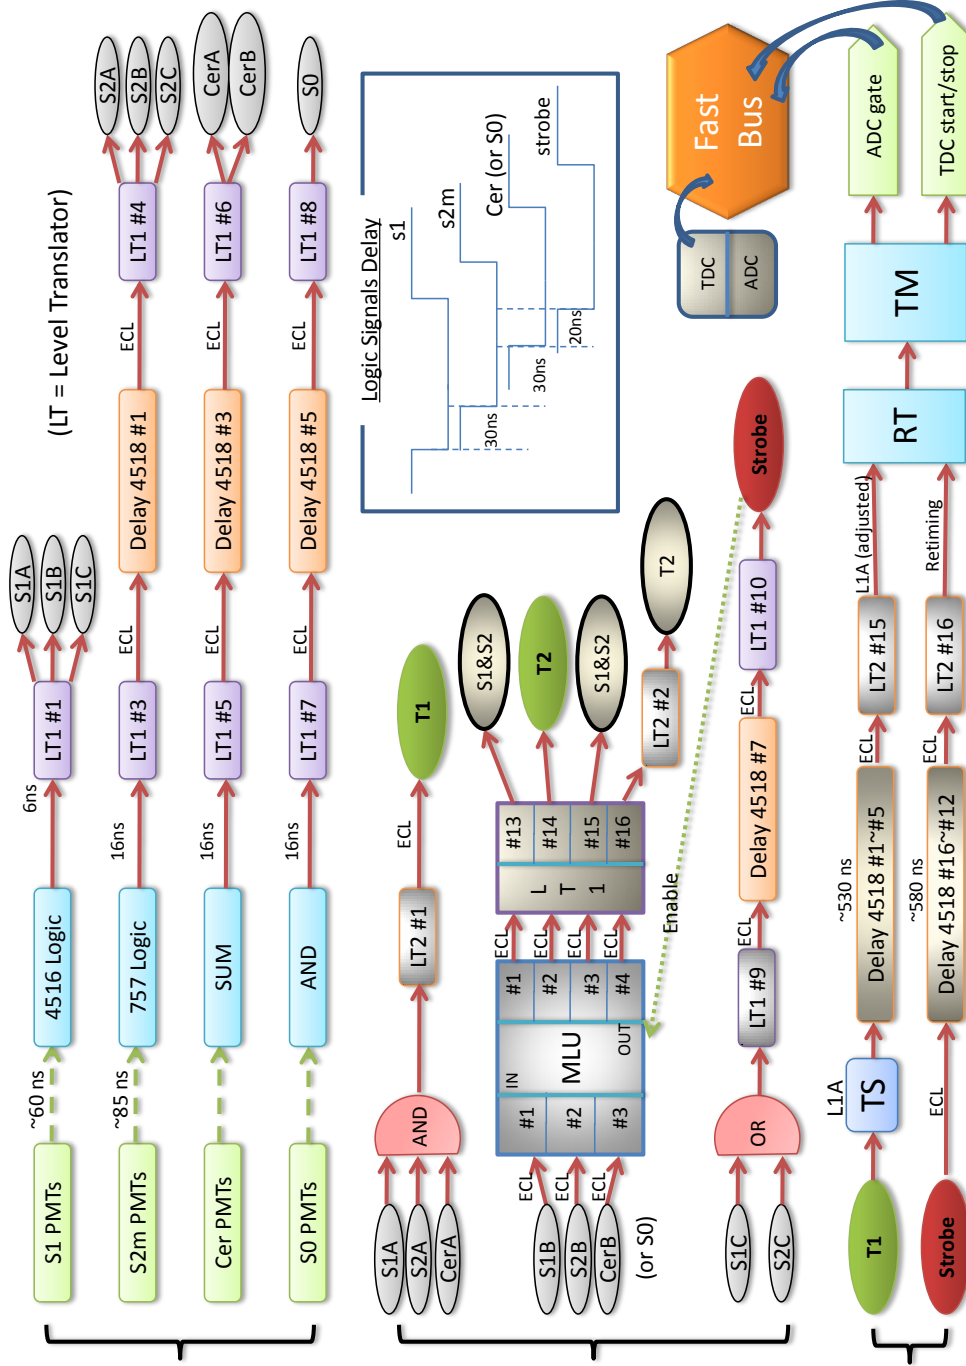 (LT = Level Translator)
S1 PMTs
~60 ns
4516 Logic
6ns
LT1 #1
S1A
S1B
S1C
S2m PMTs
~85 ns
757 Logic
16ns
LT1 #3
ECL
Delay 4518 #1
ECL
LT1 #4
S2A
S2B
S2C
Cer PMTs
SUM
16ns
LT1 #5
ECL
Delay 4518 #3
ECL
LT1 #6
CerA
CerB
S0 PMTs
AND
16ns
LT1 #7
ECL
Delay 4518 #5
ECL
LT1 #8
S0
Logic Signals Delay
s1
s2m
Cer (or S0)
strobe
30ns
30ns
20ns
S1A
S2A
CerA
AND
LT2 #1
ECL
T1
S1B
S2B
CerB
(or S0)
ECL
ECL
ECL
#1
#2
#3
IN
MLU
OUT
#1
#2
#3
#4
ECL
ECL
ECL
ECL
L
T
1
#13
#14
#15
#16
S1&S2
T2
S1&S2
LT2 #2
T2
Enable
S1C
S2C
OR
LT1 #9
ECL
Delay 4518 #7
ECL
LT1 #10
Strobe
TDC
ADC
Fast
Bus
T1
L1A
TS
~530 ns
Delay 4518 #1~#5
ECL
LT2 #15
L1A (adjusted)
Strobe
ECL
~580 ns
Delay 4518 #16~#12
ECL
LT2 #16
Retiming
RT
TM
ADC gate
TDC start/stop